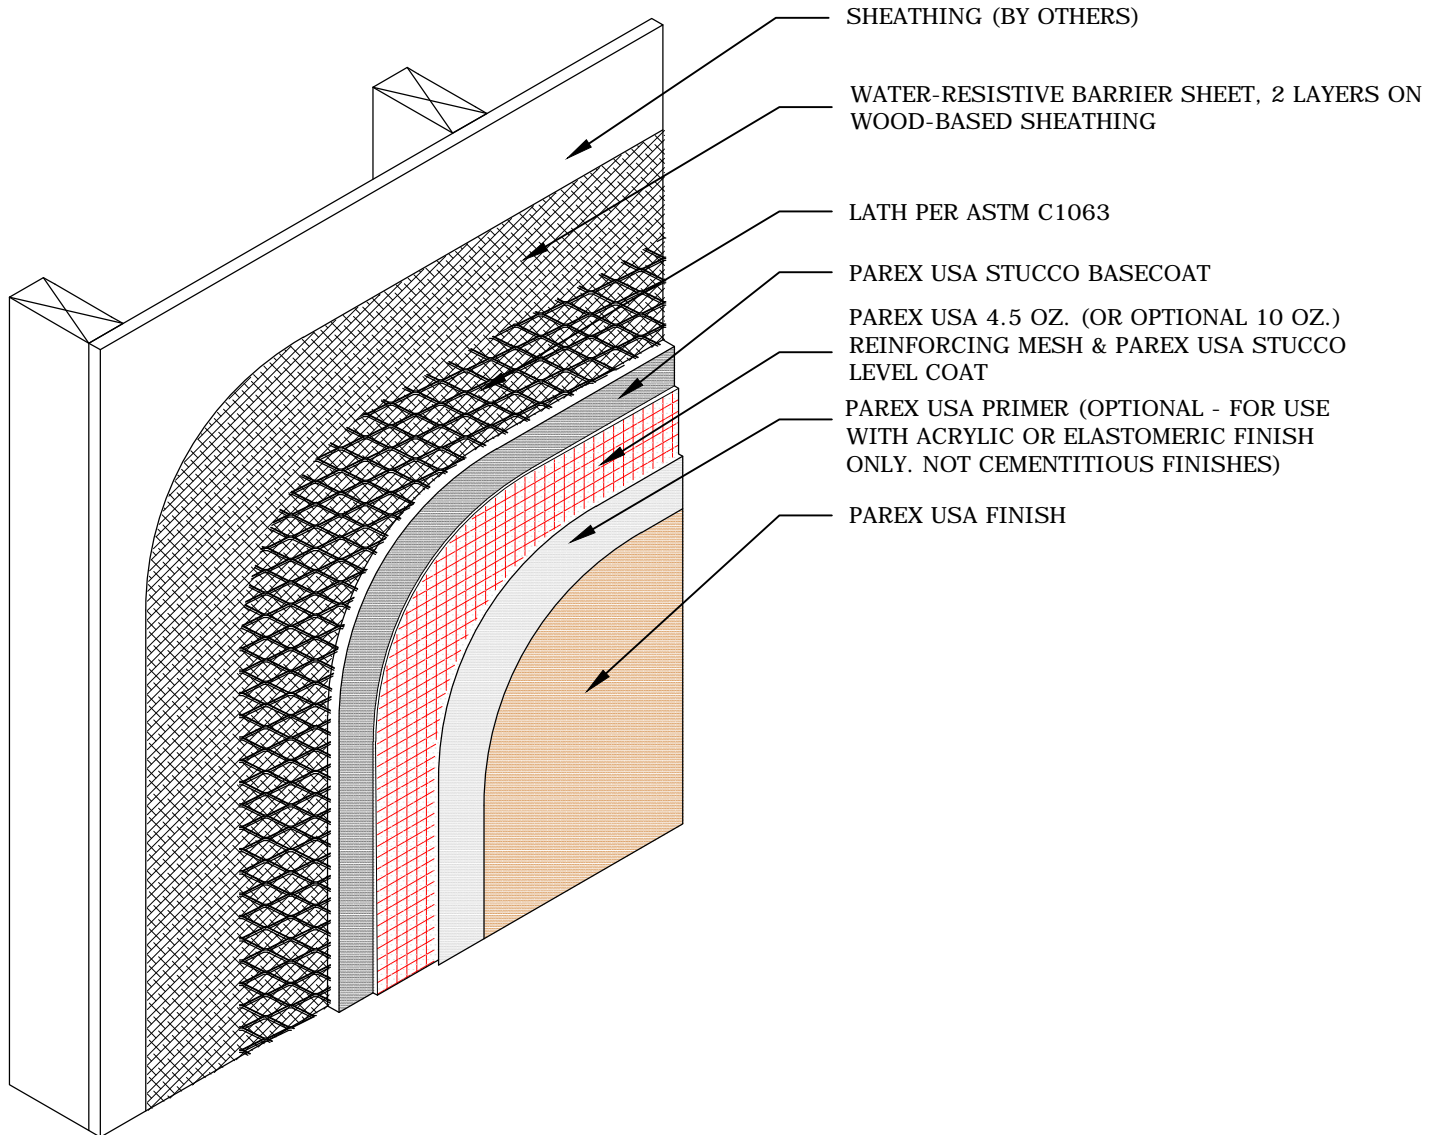 SHEATHING (BY OTHERS)
WATER-RESISTIVE BARRIER SHEET, 2 LAYERS ON
WOOD-BASED SHEATHING
LATH PER ASTM C1063
PAREX USA STUCCO BASECOAT
PAREX USA 4.5 OZ. (OR OPTIONAL 10 OZ.)
REINFORCING MESH & PAREX USA STUCCO
LEVEL COAT
PAREX USA PRIMER (OPTIONAL - FOR USE
WITH ACRYLIC OR ELASTOMERIC FINISH
ONLY. NOT CEMENTITIOUS FINISHES)
PAREX USA FINISH